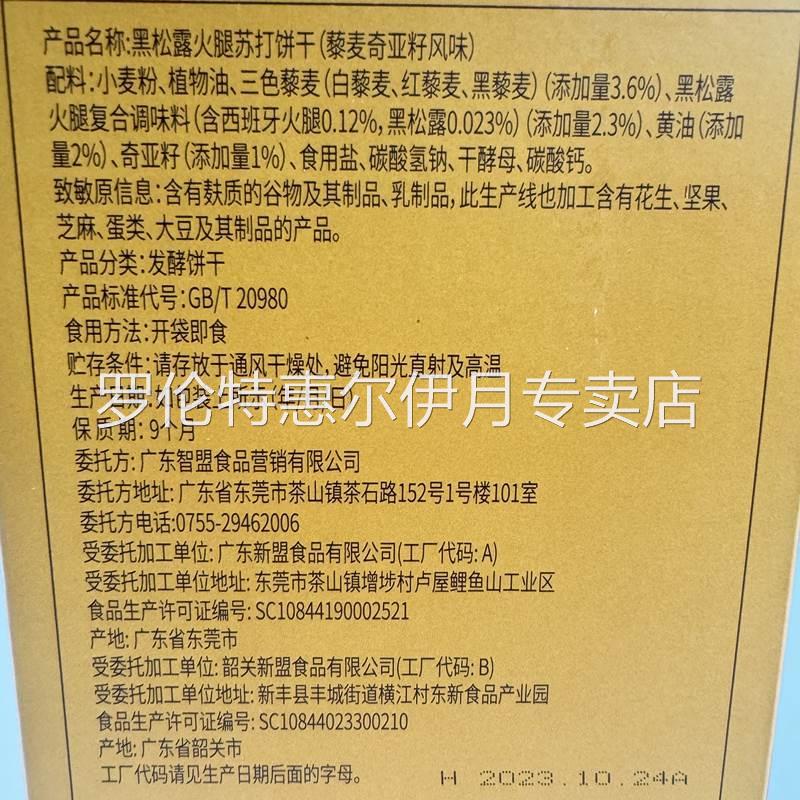 产品名称:黑松露火腿苏打饼干(藜麦奇亚籽风味)
配料:小麦粉、植物油、三色藜麦(白藜麦、红藜麦、黑藜麦)(添加量3.6%)、黑松露
火腿复合调味料(含西班牙火腿0.12%,黑松露0.023%)(添加量2.3%)、黄油(添加
量2%)、奇亚籽(添加量1%)、食用盐、碳酸氢钠、干酵母、碳酸钙。
致敏原信息:含有麸质的谷物及其制品、乳制品,此生产线也加工含有花生、坚果、
芝麻、蛋类、大豆及其制品的产品。
产品分类:发酵饼干
产品标准代号:GB/T 20980
食用方法:开袋即食
贮存条件:请存放于通风干燥处,避免阳光直射及高温
罗伦特惠尔伊月专卖店
保质期:9个月
委托方:广东智盟食品营销有限公司
委托方地址:广东省东莞市茶山镇茶石路152号1号楼101室
委托方电话:0755-29462006
受委托加工单位:广东新盟食品有限公司(工厂代码:A)
受委托加工单位地址:东莞市茶山镇增埗村卢屋鲤鱼山工业区
食品生产许可证编号:SC10844190002521
产地:广东省东莞市
受委托加工单位:韶关新盟食品有限公司(工厂代码:B)
受委托加工单位地址:新丰县丰城街道横江村东新食品产业园
食品生产许可证编号:SC10844023300210
产地:广东省韶关市
工厂代码请见生产日期后面的字母。
H 2023.10.24A